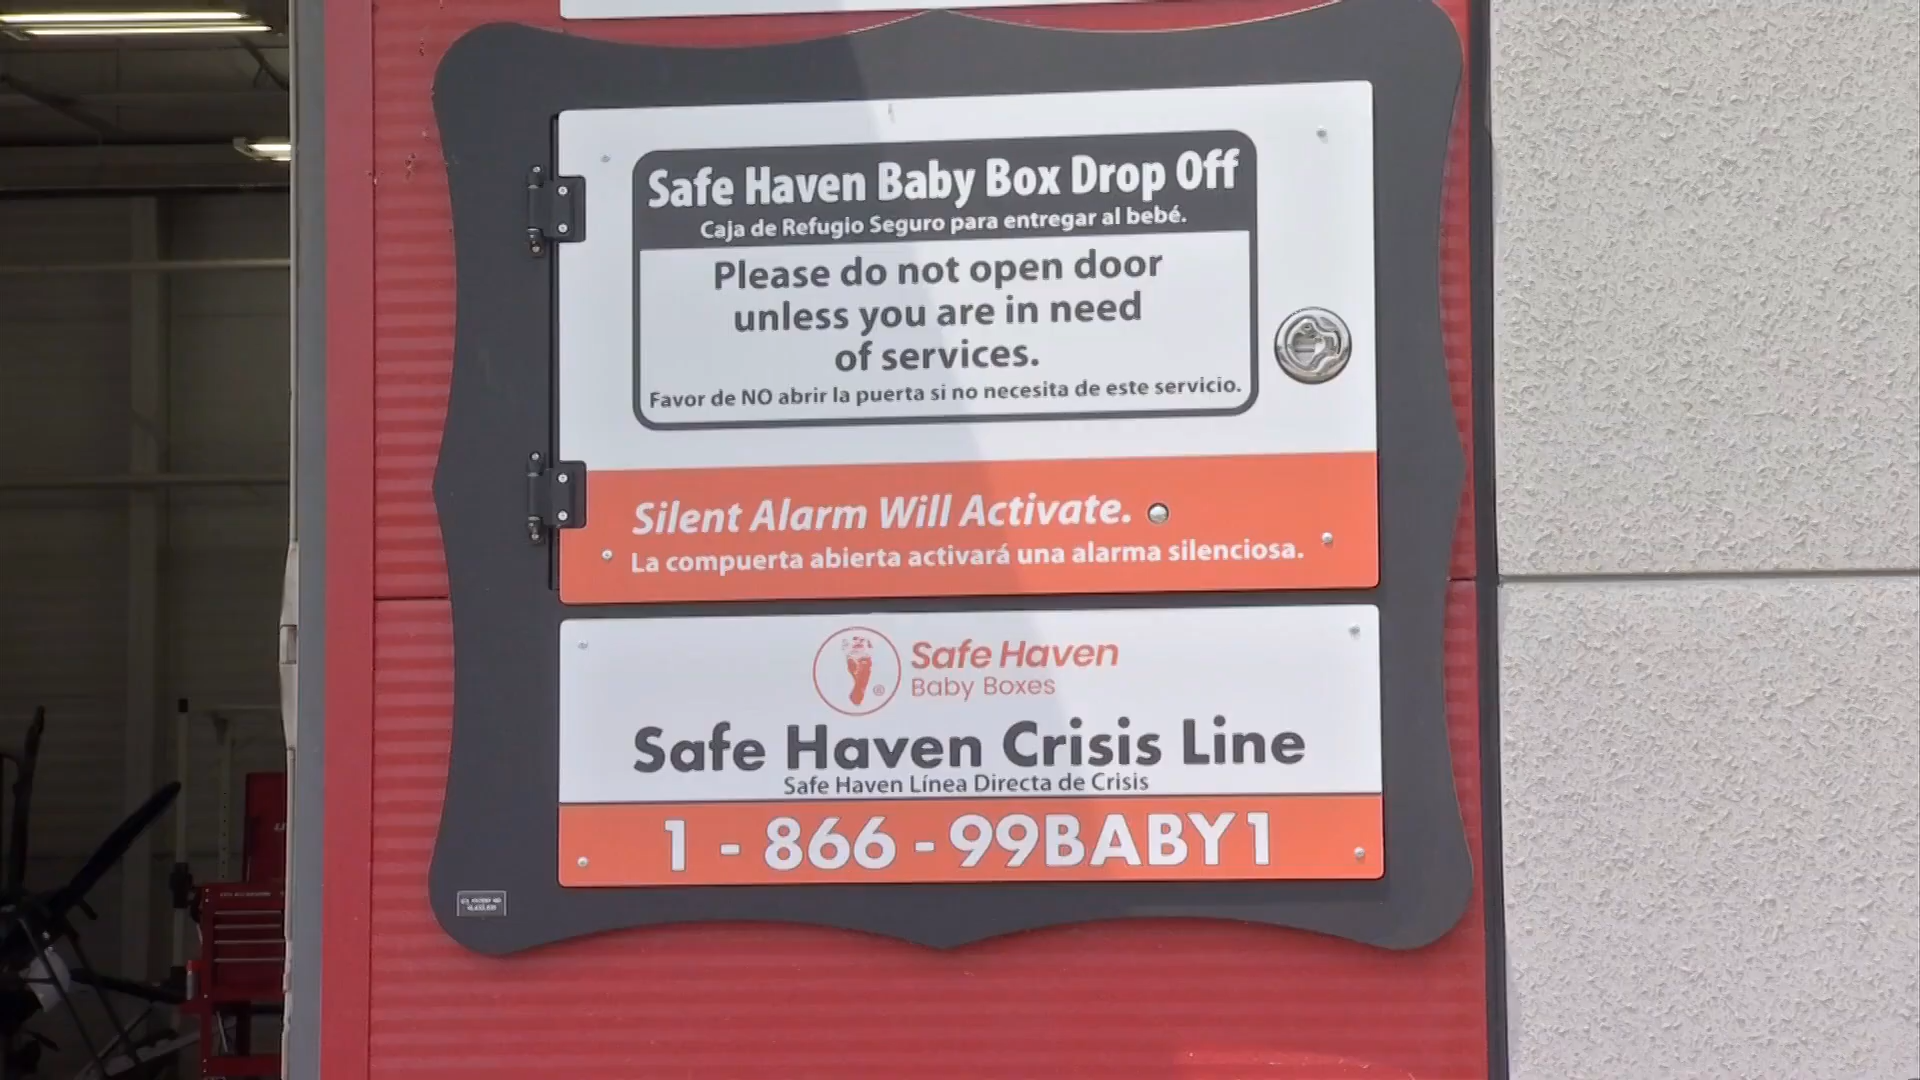 Safe Haven Baby Box Drop Off
Caja de Refugio Seguro para entregar al bebé.
Please do not open door
unless you are in need
of services.
Favor de NO abrir la puerta si no necesita de este servicio.
Silent Alarm Will Activate.
La compuerta abierta activará una alarma silenciosa.
Safe Haven
Baby Boxes
®
Safe Haven Crisis Line
Safe Haven Línea Directa de Crisis
1 - 866 - 99BABY1